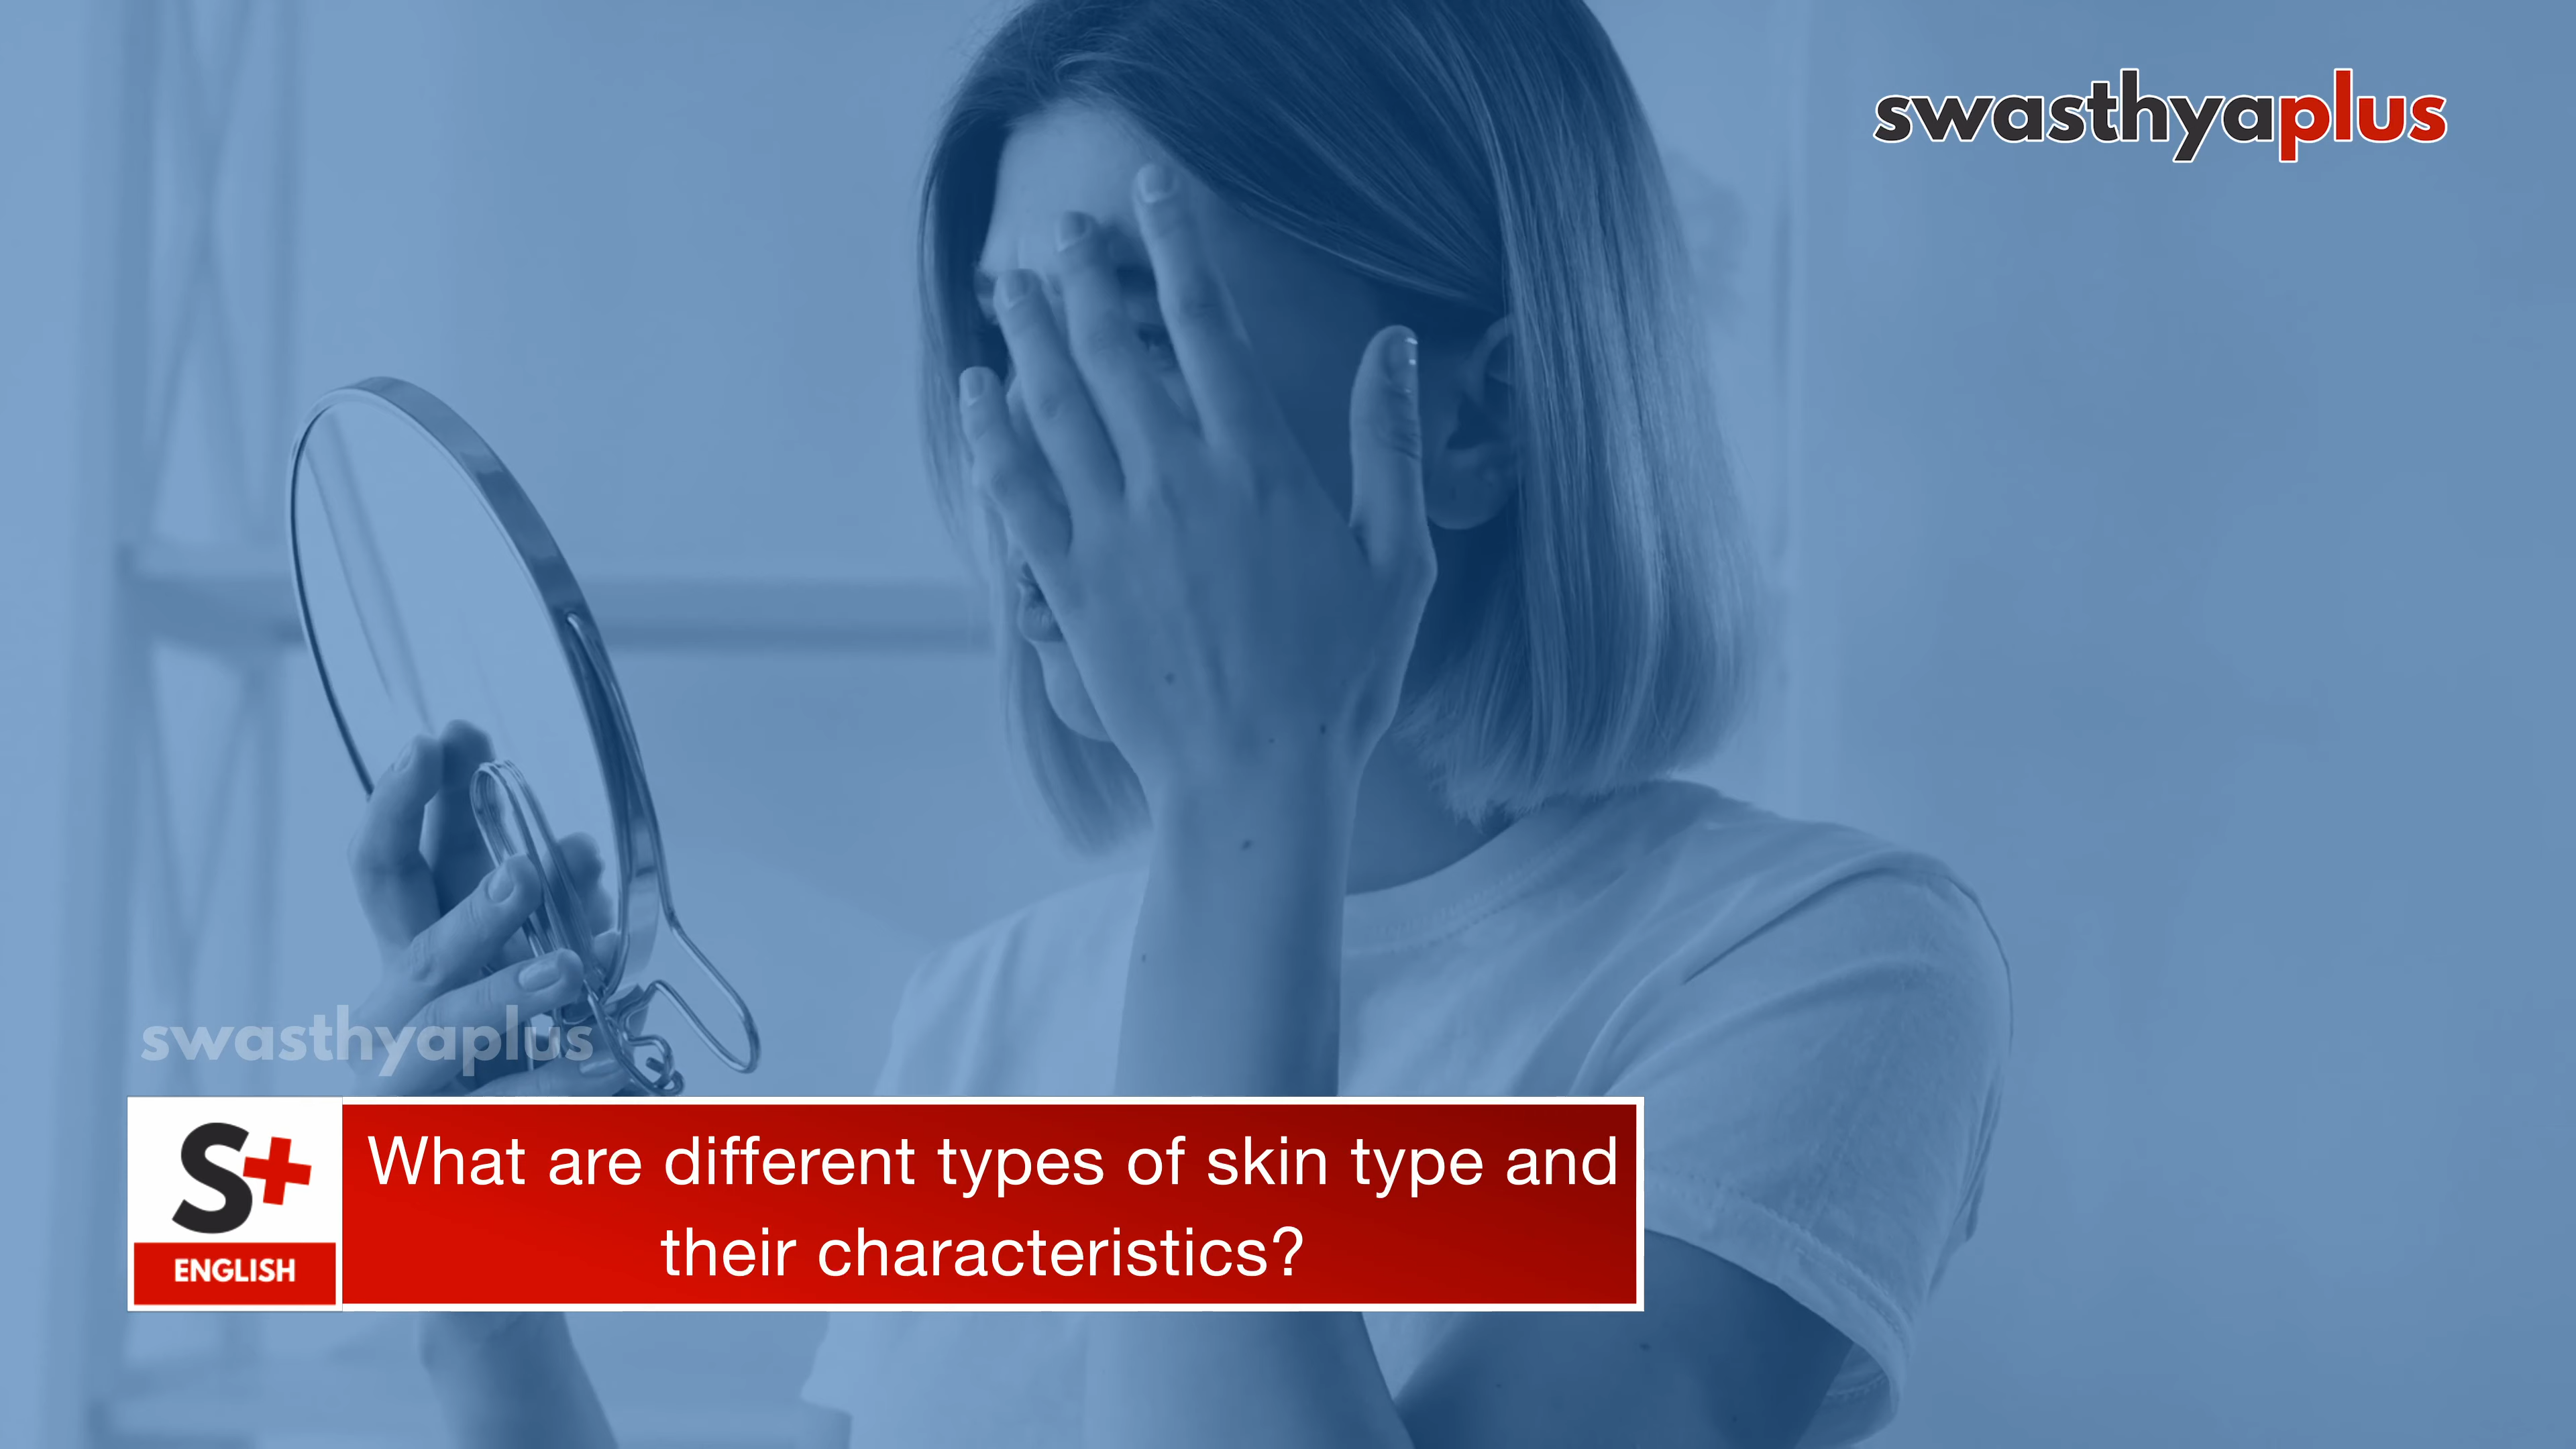 swasthyaplus
swasthyaplus
S+
ENGLISH
What are different types of skin type and
their characteristics?